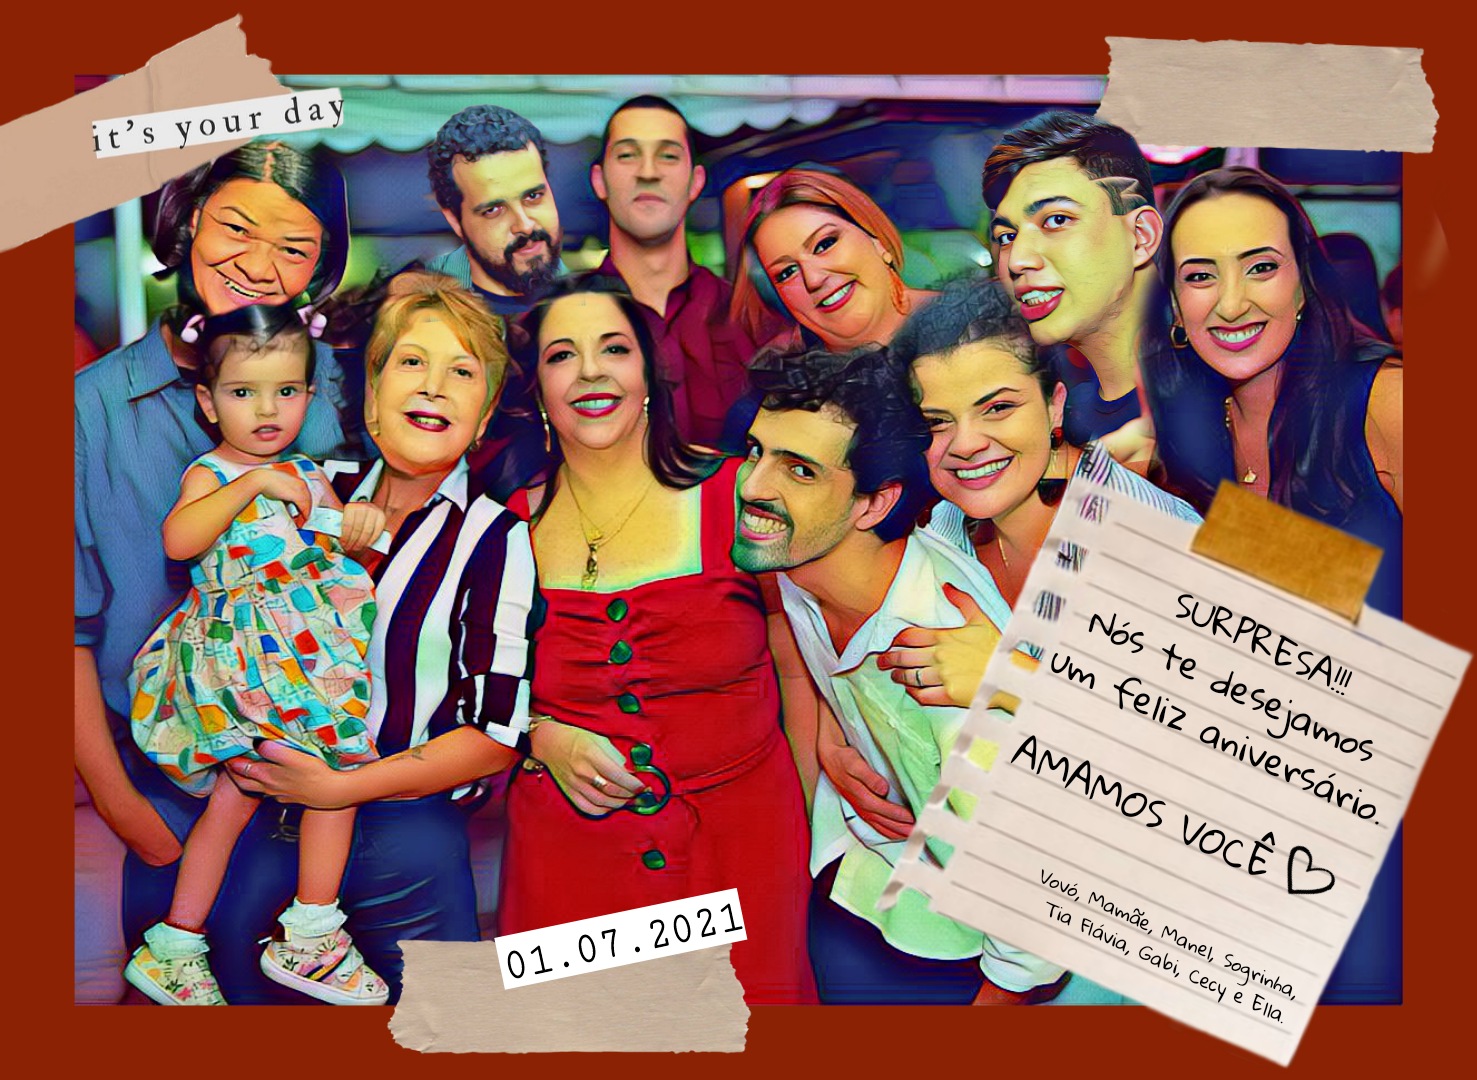 it's your day
SURPRESA!!!
Nós te desejamos
um feliz aniversário.
AMAMOS VOCÊ
Vovó, Mamãe, Manel, Sogrinha,
Tia Flávia, Gabi, Cecy e Ella.
01.07.2021